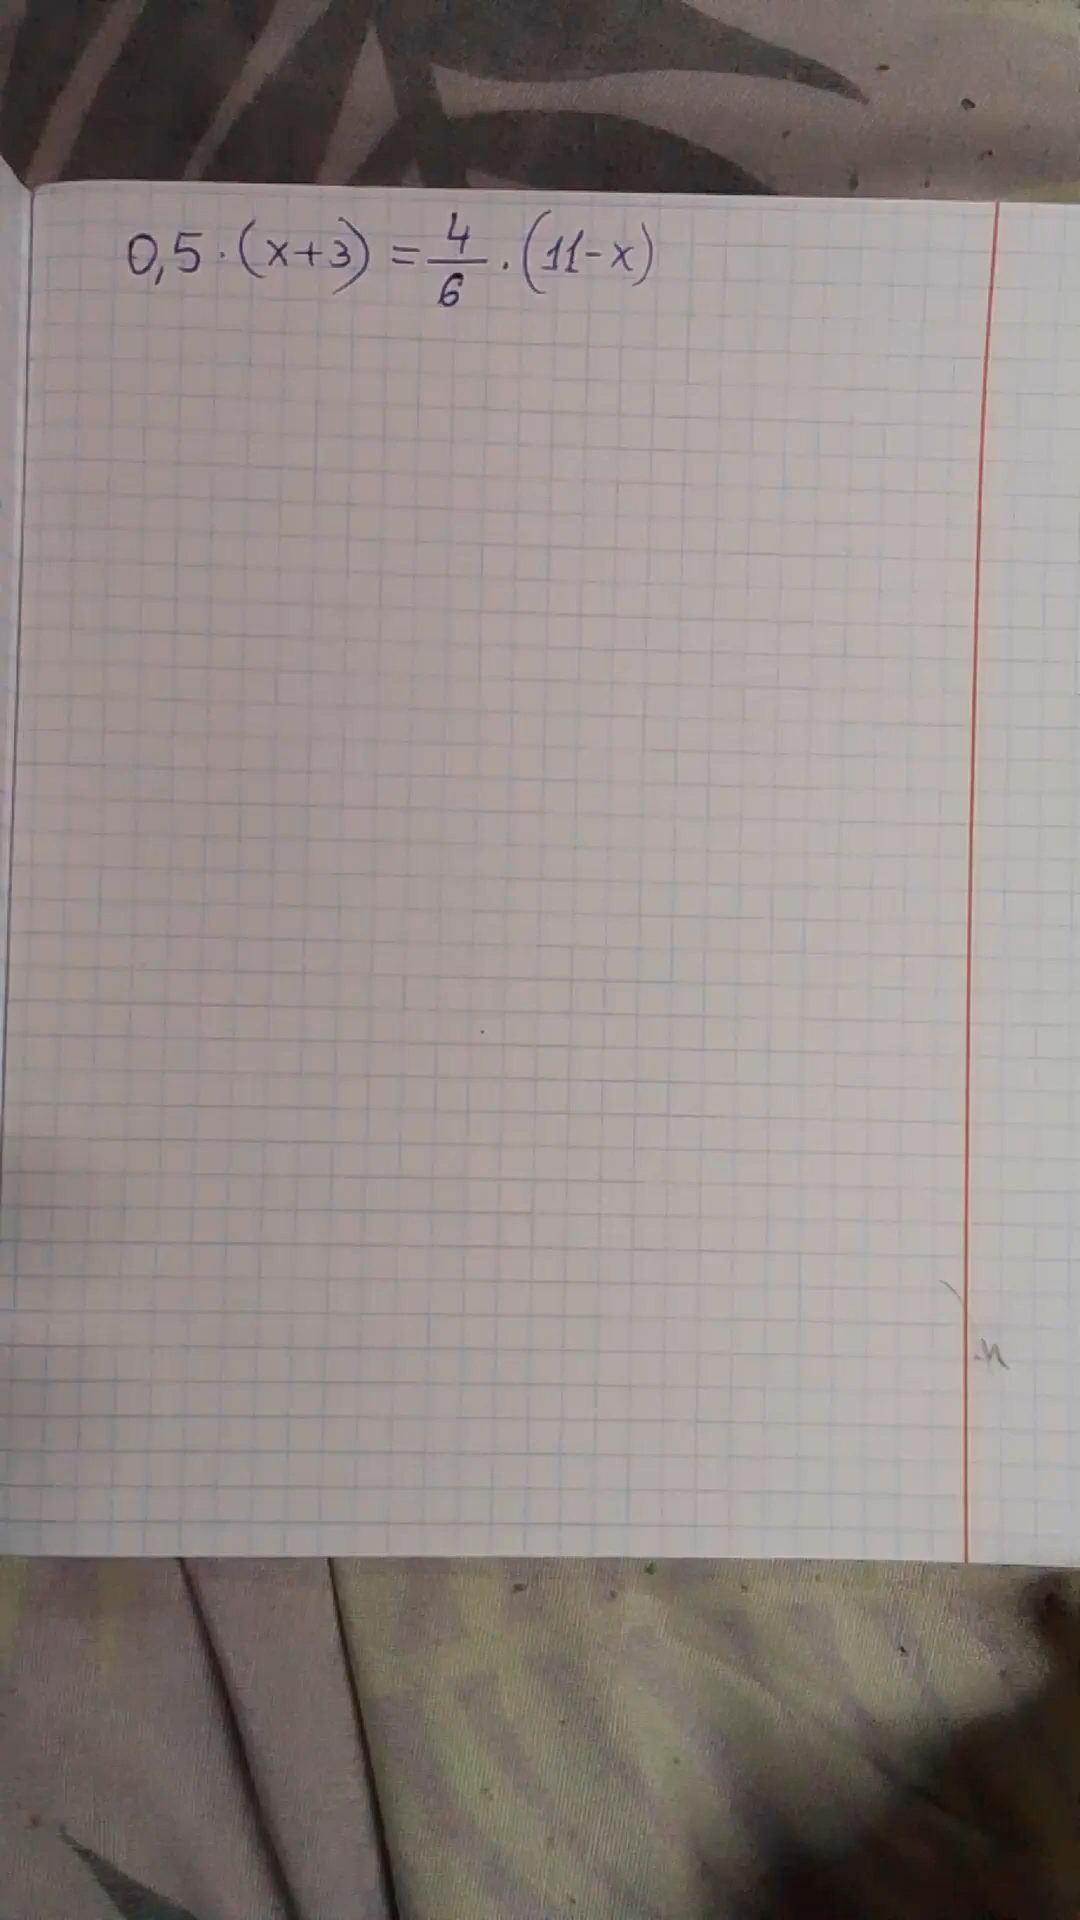 0,5 · (x+3) = 4/6 · (11-x)